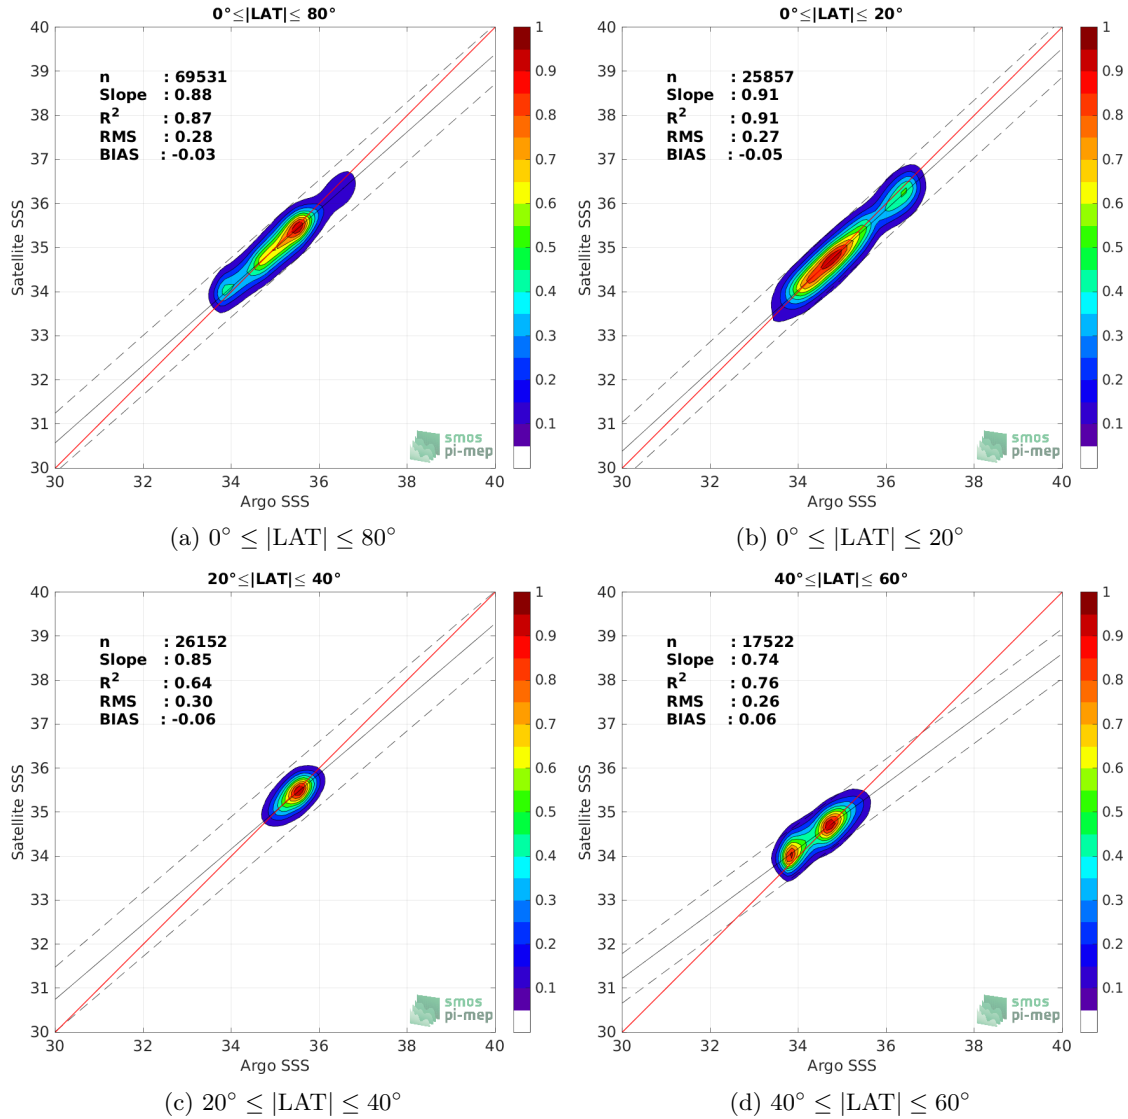 0°≤|LAT|≤ 80°
n : 69531
Slope : 0.88
R² : 0.87
RMS : 0.28
BIAS : -0.03
Satellite SSS
40
39
38
37
36
35
34
33
32
31
30
30 32 34 36 38 40
Argo SSS
1
0.9
0.8
0.7
0.6
0.5
0.4
0.3
0.2
0.1
smos
pi-mep
(a) 0° ≤ |LAT| ≤ 80°
0°≤|LAT|≤ 20°
n : 25857
Slope : 0.91
R² : 0.91
RMS : 0.27
BIAS : -0.05
Satellite SSS
40
39
38
37
36
35
34
33
32
31
30
30 32 34 36 38 40
Argo SSS
1
0.9
0.8
0.7
0.6
0.5
0.4
0.3
0.2
0.1
smos
pi-mep
(b) 0° ≤ |LAT| ≤ 20°
20°≤|LAT|≤ 40°
n : 26152
Slope : 0.85
R² : 0.64
RMS : 0.30
BIAS : -0.06
Satellite SSS
40
39
38
37
36
35
34
33
32
31
30
30 32 34 36 38 40
Argo SSS
1
0.9
0.8
0.7
0.6
0.5
0.4
0.3
0.2
0.1
smos
pi-mep
(c) 20° ≤ |LAT| ≤ 40°
40°≤|LAT|≤ 60°
n : 17522
Slope : 0.74
R² : 0.76
RMS : 0.26
BIAS : 0.06
Satellite SSS
40
39
38
37
36
35
34
33
32
31
30
30 32 34 36 38 40
Argo SSS
1
0.9
0.8
0.7
0.6
0.5
0.4
0.3
0.2
0.1
smos
pi-mep
(d) 40° ≤ |LAT| ≤ 60°